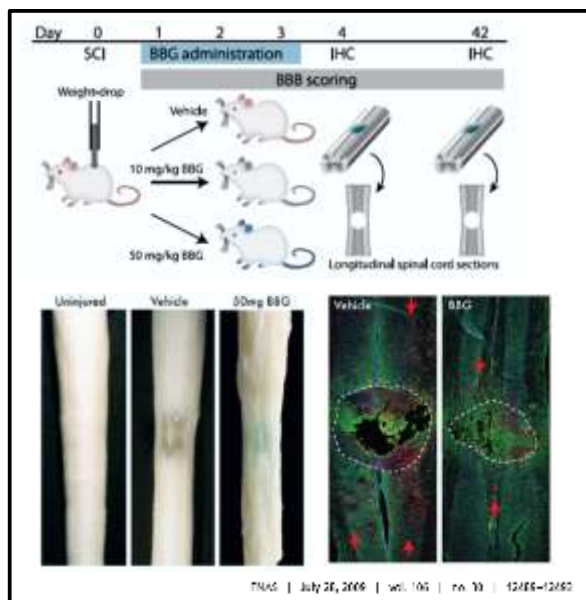 Day 0 1 2 3 4 42
SCI BBG administration IHC IHC
BBB scoring
Weight-drop
Vehicle
10 mg/kg BBG
50 mg/kg BBG
Longitudinal spinal cord sections
Uninjured Vehicle 50mg BBG Vehicle BBG
PNAS | July 28, 2009 | vol. 106 | no. 30 |